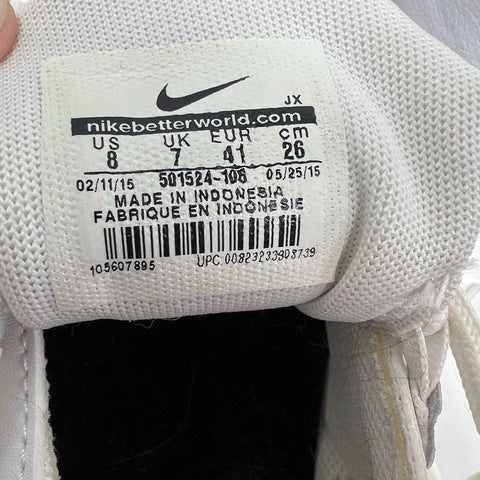 JX
nikebetterworld.com
US UK EUR cm
8 7 41 26
02/11/15 501524-106 05/25/15
MADE IN INDONESIA
FABRIQUE EN INDONESIE
105607895 UPC 00823233908739